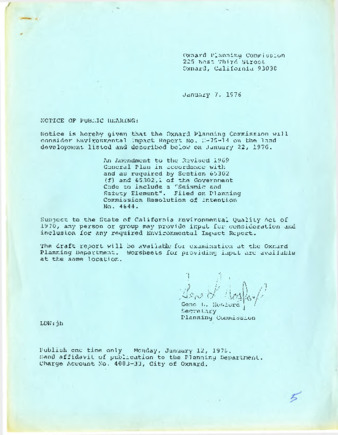 Oxnard Planning Commission
225 West Third Street
Oxnard, California 93030
January 7, 1976
NOTICE OF PUBLIC HEARING:
Notice is hereby given that the Oxnard Planning Commission will
consider Environmental Impact Report No. E-75-14 on the land
development listed and described below on January 22, 1976.
An Amendment to the Revised 1969
General Plan in accordance with
and as required by Section 65302
(f) and 65302.1 of the Government
Code to include a "Seismic and
Safety Element". Filed on Planning
Commission Resolution of Intention
No. 4644.
Subject to the State of California Environmental Quality Act of
1970, any person or group may provide input for consideration and
inclusion for any required Environmental Impact Report.
The draft report will be available for examination at the Oxnard
Planning Department. Worksheets for providing input are available
at the same location.
Gene L.
Secretary
Planning Commission
LDW:jb
Publish one time only Monday, January 12, 1976.
Send affidavit of publication to the Planning Department.
Charge Account No. 4083-33, City of Oxnard.
5